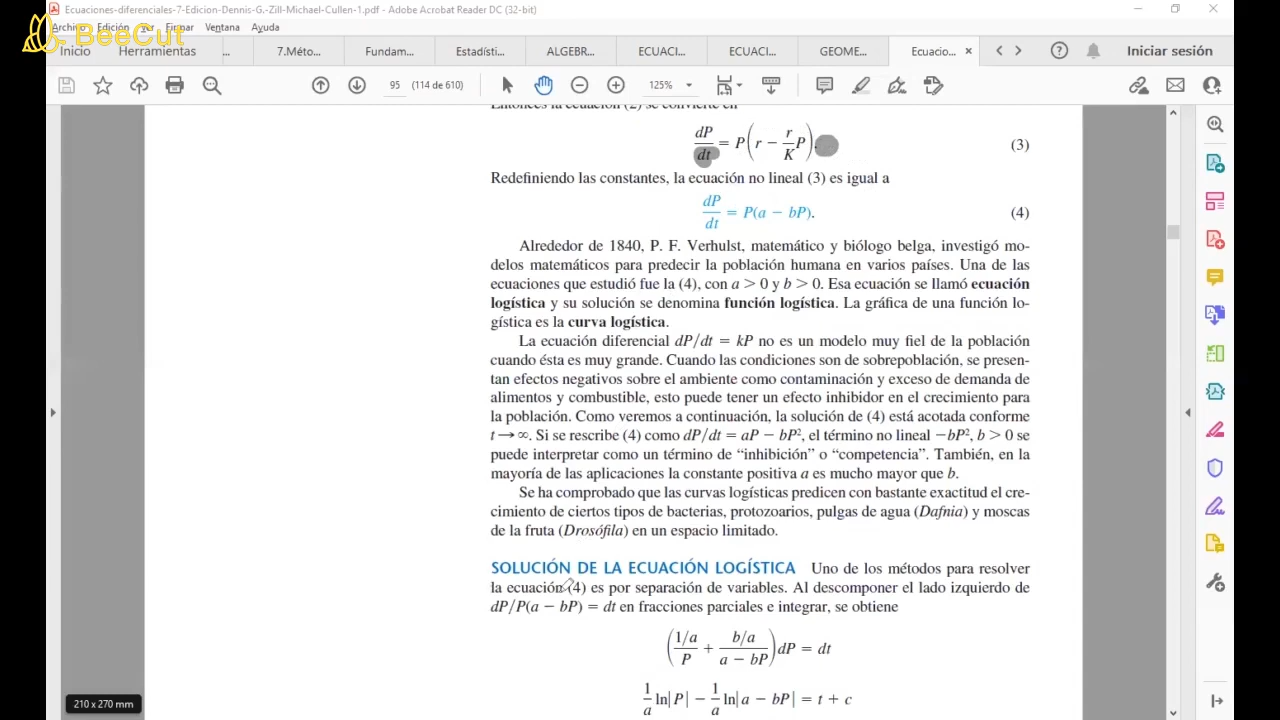 Ecuaciones-diferenciales-7-Edicion-Dennis-G.-Zill-Michael-Cullen-1.pdf - Adobe Acrobat Reader DC (32-bit)
Archivo Edición Ver Firmar Ventana Ayuda
BeeCut
Inicio Herramientas ... 7.Méto... Fundam... Estadísti... ALGEBR... ECUACI... ECUACI... GEOME... Ecuacio... × Iniciar sesión
95 (114 de 610) 125%
Entonces la ecuación (2) se convierte en
dP/dt = P(r − r/K P). (3)
Redefiniendo las constantes, la ecuación no lineal (3) es igual a
dP/dt = P(a − bP). (4)
Alrededor de 1840, P. F. Verhulst, matemático y biólogo belga, investigó mo-
delos matemáticos para predecir la población humana en varios países. Una de las
ecuaciones que estudió fue la (4), con a > 0 y b > 0. Esa ecuación se llamó ecuación
logística y su solución se denomina función logística. La gráfica de una función lo-
gística es la curva logística.
La ecuación diferencial dP/dt = kP no es un modelo muy fiel de la población
cuando ésta es muy grande. Cuando las condiciones son de sobrepoblación, se presen-
tan efectos negativos sobre el ambiente como contaminación y exceso de demanda de
alimentos y combustible, esto puede tener un efecto inhibidor en el crecimiento para
la población. Como veremos a continuación, la solución de (4) está acotada conforme
t → ∞. Si se rescribe (4) como dP/dt = aP − bP², el término no lineal −bP², b > 0 se
puede interpretar como un término de “inhibición” o “competencia”. También, en la
mayoría de las aplicaciones la constante positiva a es mucho mayor que b.
Se ha comprobado que las curvas logísticas predicen con bastante exactitud el cre-
cimiento de ciertos tipos de bacterias, protozoarios, pulgas de agua (Dafnia) y moscas
de la fruta (Drosófila) en un espacio limitado.
SOLUCIÓN DE LA ECUACIÓN LOGÍSTICA Uno de los métodos para resolver
la ecuación (4) es por separación de variables. Al descomponer el lado izquierdo de
dP/P(a − bP) = dt en fracciones parciales e integrar, se obtiene
(1/a/P + b/a/a − bP)dP = dt
1/a ln|P| − 1/a ln|a − bP| = t + c
210 x 270 mm